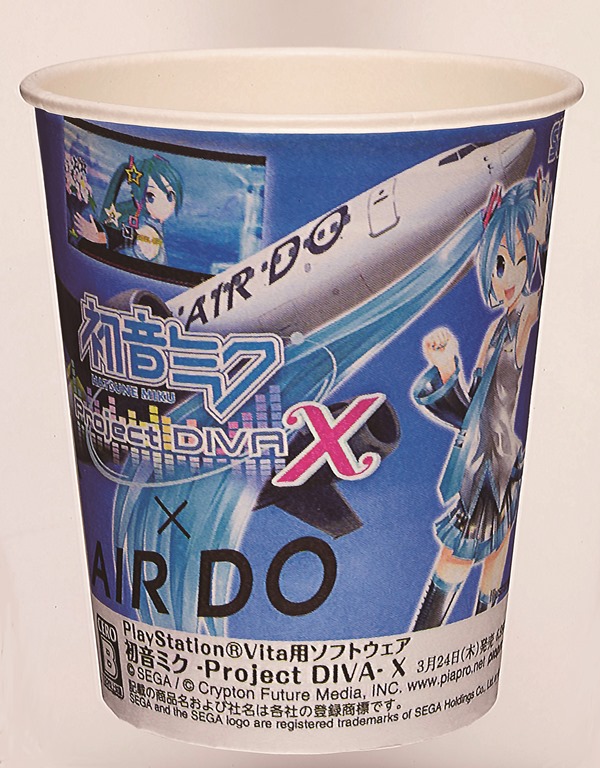 AIR DO
初音ミク
HATSUNE MIKU
Project DIVA X
×
AIR DO
B
PlayStation®Vita用ソフトウェア
初音ミク -Project DIVA- X 3月24日(木)発売
© SEGA / © Crypton Future Media, INC. www.piapro.net
記載の商品名および社名は各社の登録商標です。
SEGA and the SEGA logo are registered trademarks of SEGA Holdings Co.,